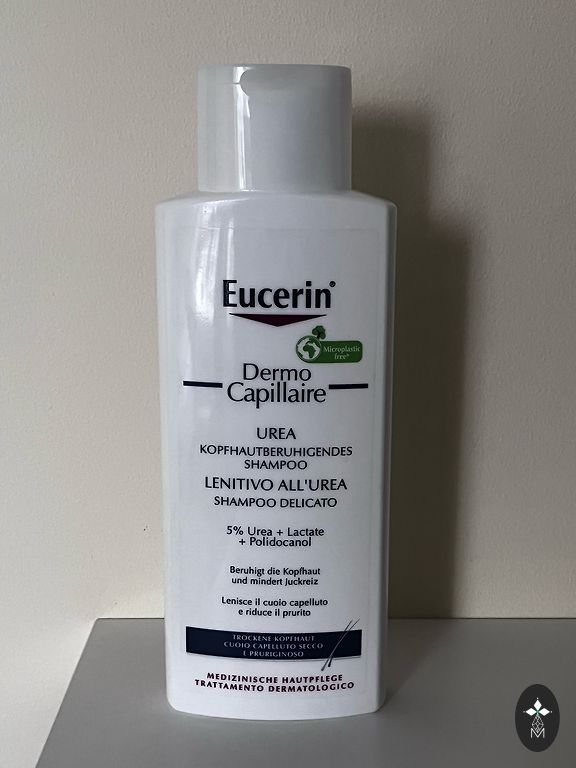 Eucerin®
Microplastic
free*
Dermo
Capillaire
UREA
KOPFHAUTBERUHIGENDES
SHAMPOO
LENITIVO ALL'UREA
SHAMPOO DELICATO
5% Urea + Lactate
+ Polidocanol
Beruhigt die Kopfhaut
und mindert Juckreiz
Lenisce il cuoio capelluto
e riduce il prurito
TROCKENE KOPFHAUT
CUOIO CAPELLUTO SECCO
E PRURIGINOSO
MEDIZINISCHE HAUTPFLEGE
TRATTAMENTO DERMATOLOGICO
M